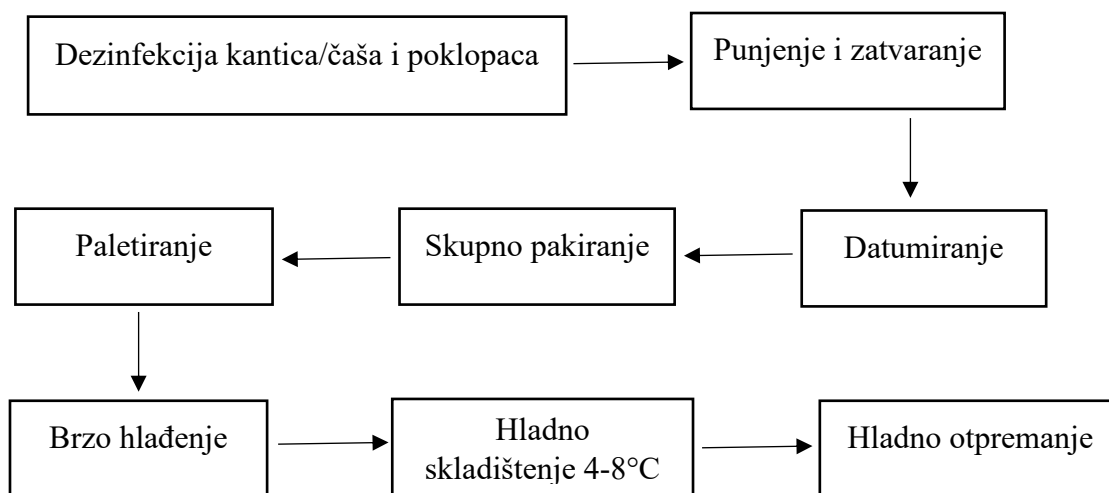 Dezinfekcija kantica/čaša i poklopaca
Punjenje i zatvaranje
Datumiranje
Skupno pakiranje
Paletiranje
Brzo hlađenje
Hladno
skladištenje 4-8°C
Hladno otpremanje